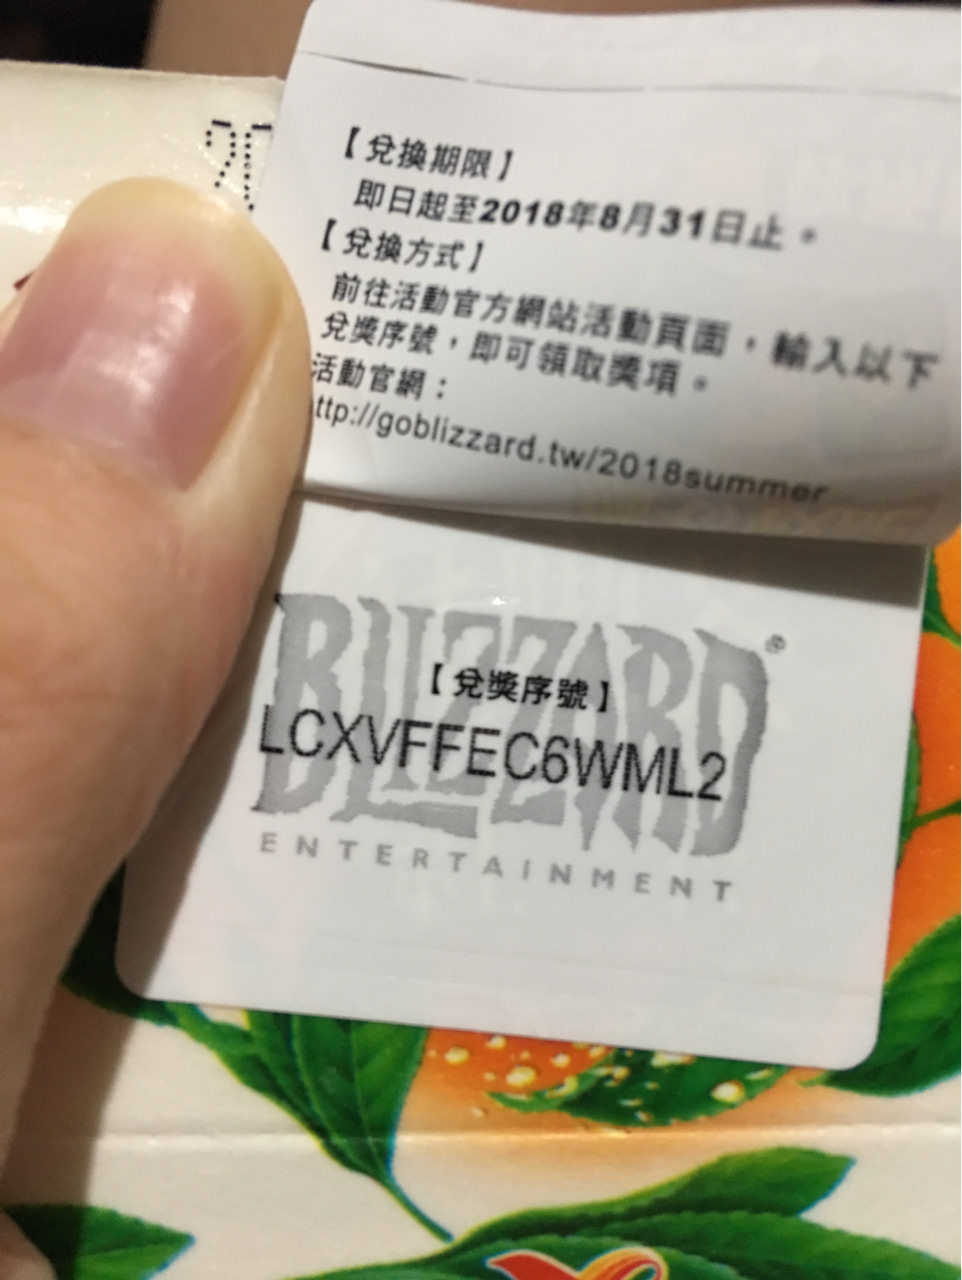 20
【兌換期限】
即日起至2018年8月31日止。
【兌換方式】
前往活動官方網站活動頁面，輸入以下
兌獎序號，即可領取獎項。
活動官網：
ttp://goblizzard.tw/2018summer
BLIZZARD®
【兌獎序號】
LCXVFFEC6WML2
ENTERTAINMENT